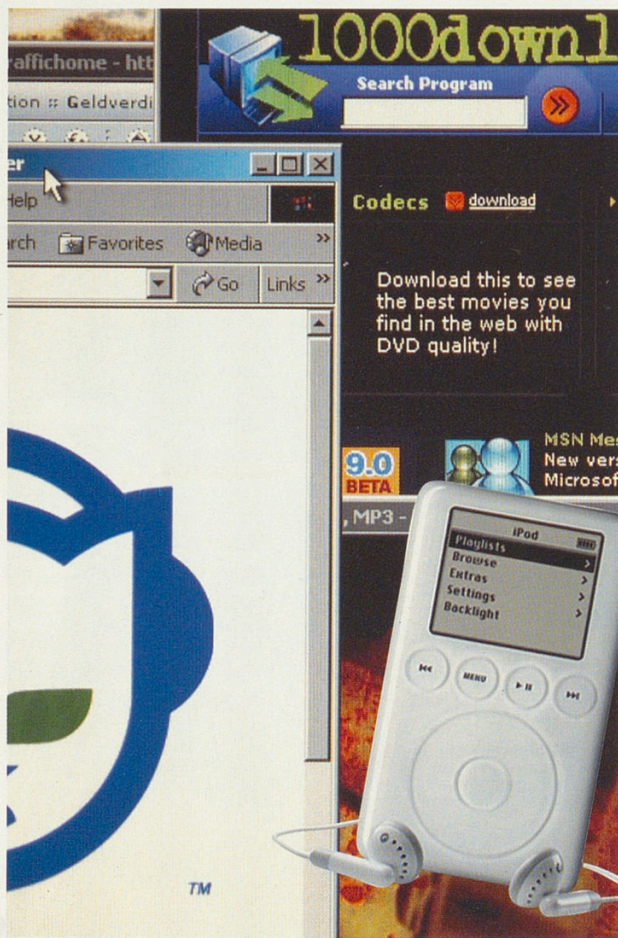 1000downl
raffichome - htt
Search Program
tion :: Geldverdi
er
Help
Codecs download
arch Favorites Media »
Go Links »
Download this to see
the best movies you
find in the web with
DVD quality!
9.0
BETA
MSN Mes
New vers
Microsof
, MP3 -
iPod
Playlists >
Browse >
Extras >
Settings >
Backlight
MENU
TM